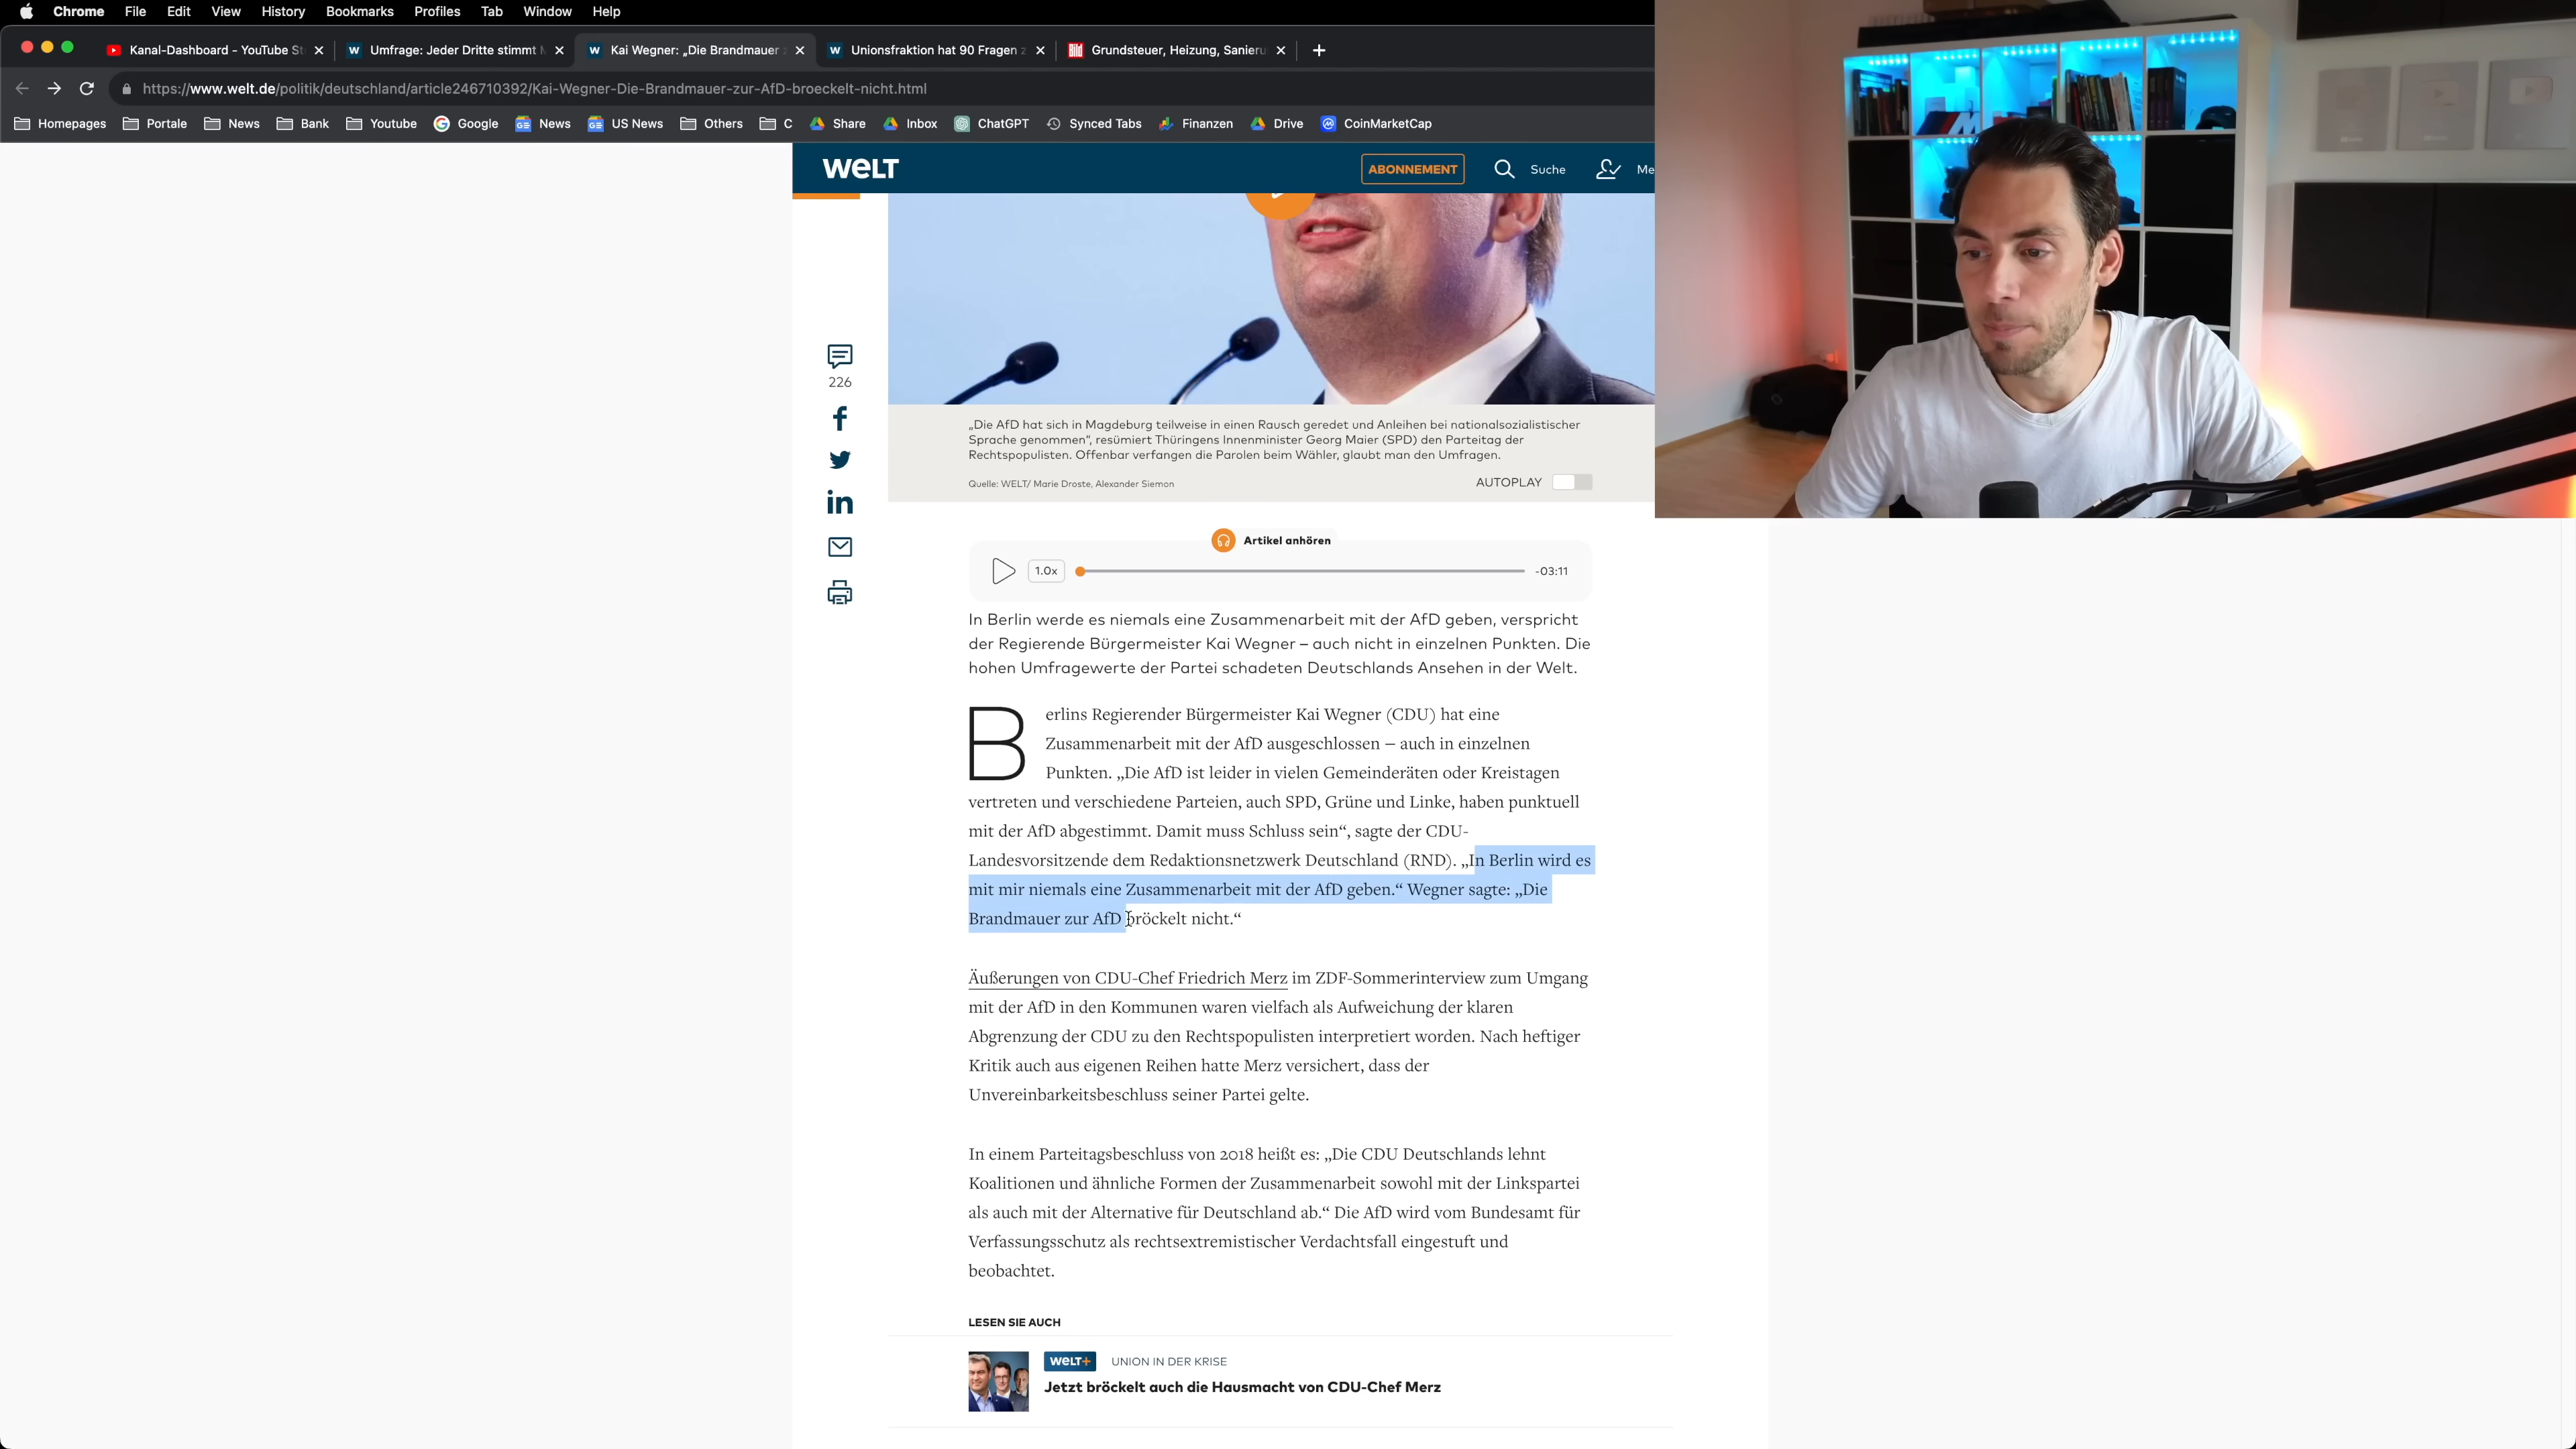 Chrome File Edit View History Bookmarks Profiles Tab Window Help
Kanal-Dashboard - YouTube St
Umfrage: Jeder Dritte stimmt
Kai Wegner: „Die Brandmauer
Unionsfraktion hat 90 Fragen
Grundsteuer, Heizung, Sanieru
https://www.welt.de/politik/deutschland/article246710392/Kai-Wegner-Die-Brandmauer-zur-AfD-broeckelt-nicht.html
Homepages Portale News Bank Youtube Google News US News Others C Share Inbox ChatGPT Synced Tabs Finanzen Drive CoinMarketCap
WELT ABONNEMENT Suche Me
226
„Die AfD hat sich in Magdeburg teilweise in einen Rausch geredet und Anleihen bei nationalsozialistischer
Sprache genommen“, resümiert Thüringens Innenminister Georg Maier (SPD) den Parteitag der
Rechtspopulisten. Offenbar verfangen die Parolen beim Wähler, glaubt man den Umfragen.
Quelle: WELT/ Marie Droste, Alexander Siemon
AUTOPLAY
Artikel anhören
1.0x -03:11
In Berlin werde es niemals eine Zusammenarbeit mit der AfD geben, verspricht
der Regierende Bürgermeister Kai Wegner – auch nicht in einzelnen Punkten. Die
hohen Umfragewerte der Partei schadeten Deutschlands Ansehen in der Welt.
Berlins Regierender Bürgermeister Kai Wegner (CDU) hat eine
Zusammenarbeit mit der AfD ausgeschlossen – auch in einzelnen
Punkten. „Die AfD ist leider in vielen Gemeinderäten oder Kreistagen
vertreten und verschiedene Parteien, auch SPD, Grüne und Linke, haben punktuell
mit der AfD abgestimmt. Damit muss Schluss sein“, sagte der CDU-
Landesvorsitzende dem Redaktionsnetzwerk Deutschland (RND). „In Berlin wird es
mit mir niemals eine Zusammenarbeit mit der AfD geben.“ Wegner sagte: „Die
Brandmauer zur AfD bröckelt nicht.“
Äußerungen von CDU-Chef Friedrich Merz im ZDF-Sommerinterview zum Umgang
mit der AfD in den Kommunen waren vielfach als Aufweichung der klaren
Abgrenzung der CDU zu den Rechtspopulisten interpretiert worden. Nach heftiger
Kritik auch aus eigenen Reihen hatte Merz versichert, dass der
Unvereinbarkeitsbeschluss seiner Partei gelte.
In einem Parteitagsbeschluss von 2018 heißt es: „Die CDU Deutschlands lehnt
Koalitionen und ähnliche Formen der Zusammenarbeit sowohl mit der Linkspartei
als auch mit der Alternative für Deutschland ab.“ Die AfD wird vom Bundesamt für
Verfassungsschutz als rechtsextremistischer Verdachtsfall eingestuft und
beobachtet.
LESEN SIE AUCH
WELT+ UNION IN DER KRISE
Jetzt bröckelt auch die Hausmacht von CDU-Chef Merz